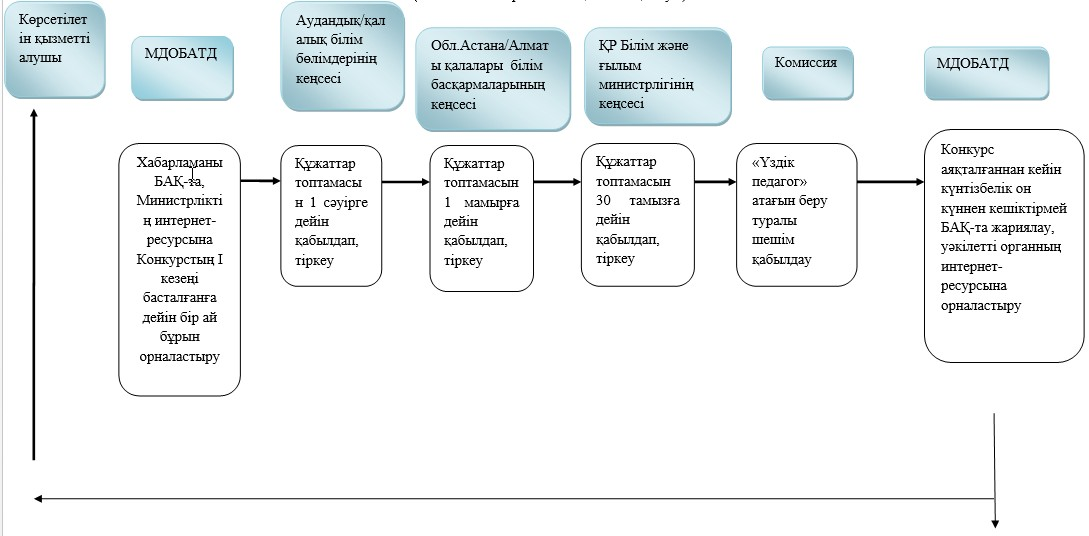 Көрсетілет
ін қызметті
алушы
МДОБАТД
Аудандық/қал
алық білім
бөлімдерінің
кеңсесі
Обл.Астана/Алмат
ы қалалары білім
басқармаларының
кеңсесі
ҚР Білім және
ғылым
министрлігінің
кеңсесі
Комиссия
МДОБАТД
Хабарламаны
БАҚ-та,
Министрлікті
ң интернет-
ресурсына
Конкурстың I
кезеңі
басталғанға
дейін бір ай
бұрын
орналастыру
Құжаттар
топтамасы
н 1 сәуірге
дейін
қабылдап,
тіркеу
Құжаттар
топтамасын
1 мамырға
дейін
қабылдап,
тіркеу
Құжаттар
топтамасын
30 тамызға
дейін
қабылдап,
тіркеу
«Үздік
педагог»
атағын беру
туралы
шешім
қабылдау
Конкурс
аяқталғаннан кейін
күнтізбелік он
күннен кешіктірмей
БАҚ-та жариялау,
уәкілетті органның
интернет-
ресурсына
орналастыру